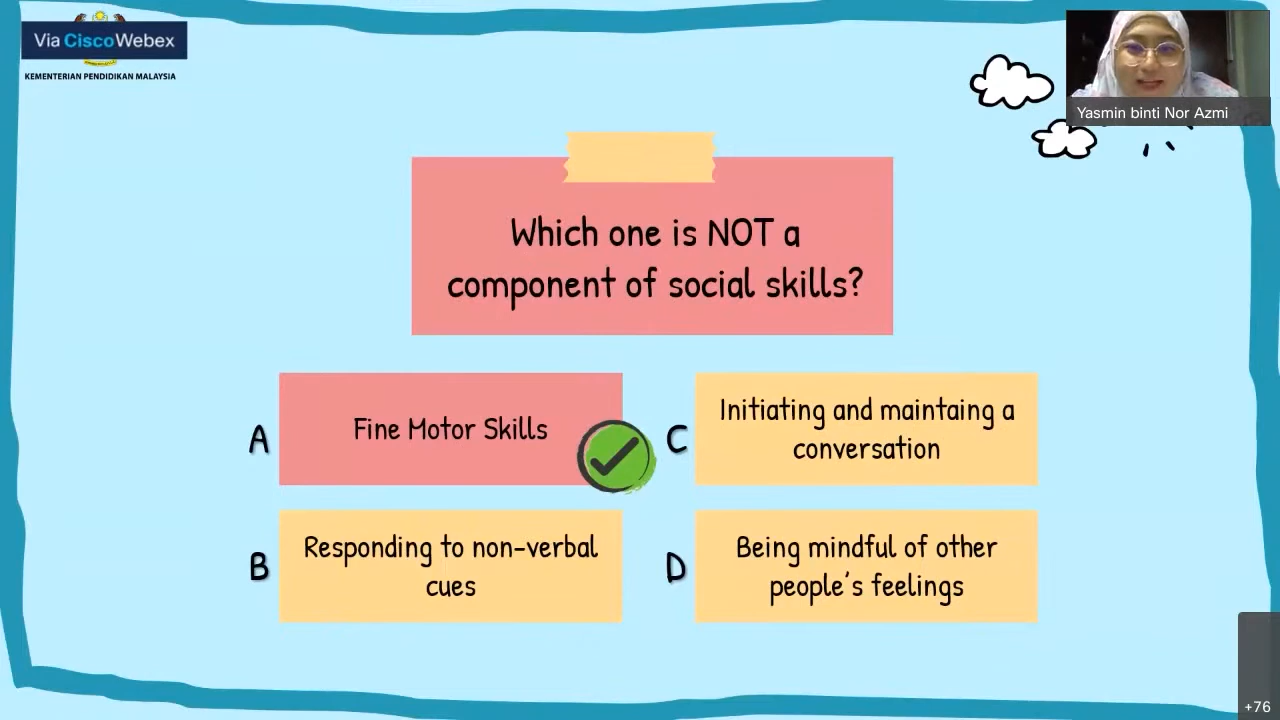 Via Cisco Webex
KEMENTERIAN PENDIDIKAN MALAYSIA
Yasmin binti Nor Azmi
Which one is NOT a
component of social skills?
A
Fine Motor Skills
B
Responding to non-verbal
cues
C
Initiating and maintaing a
conversation
D
Being mindful of other
people's feelings
+76